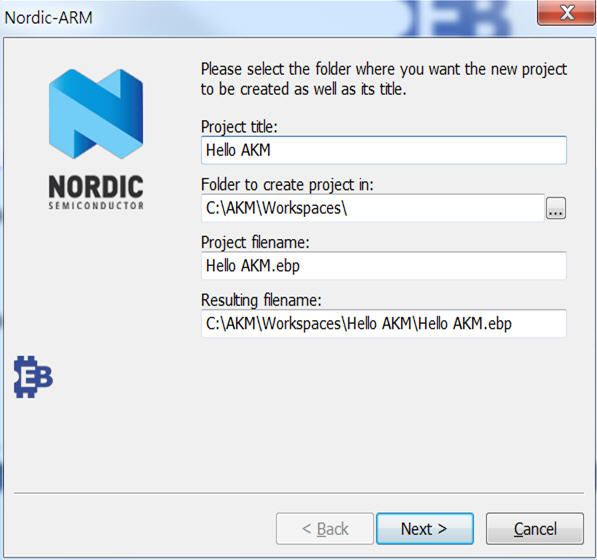 Nordic-ARM
EB
X
Please select the folder where you want the new project
to be created as well as its title.
NORDIC
SEMICONDUCTOR
Project title:
Hello AKM
Folder to create project in:
C:\AKM\Workspaces\
...
Project filename:
Hello AKM.ebp
Resulting filename:
C:\AKM\Workspaces\Hello AKM\Hello AKM.ebp
EB
< Back
Next >
Cancel